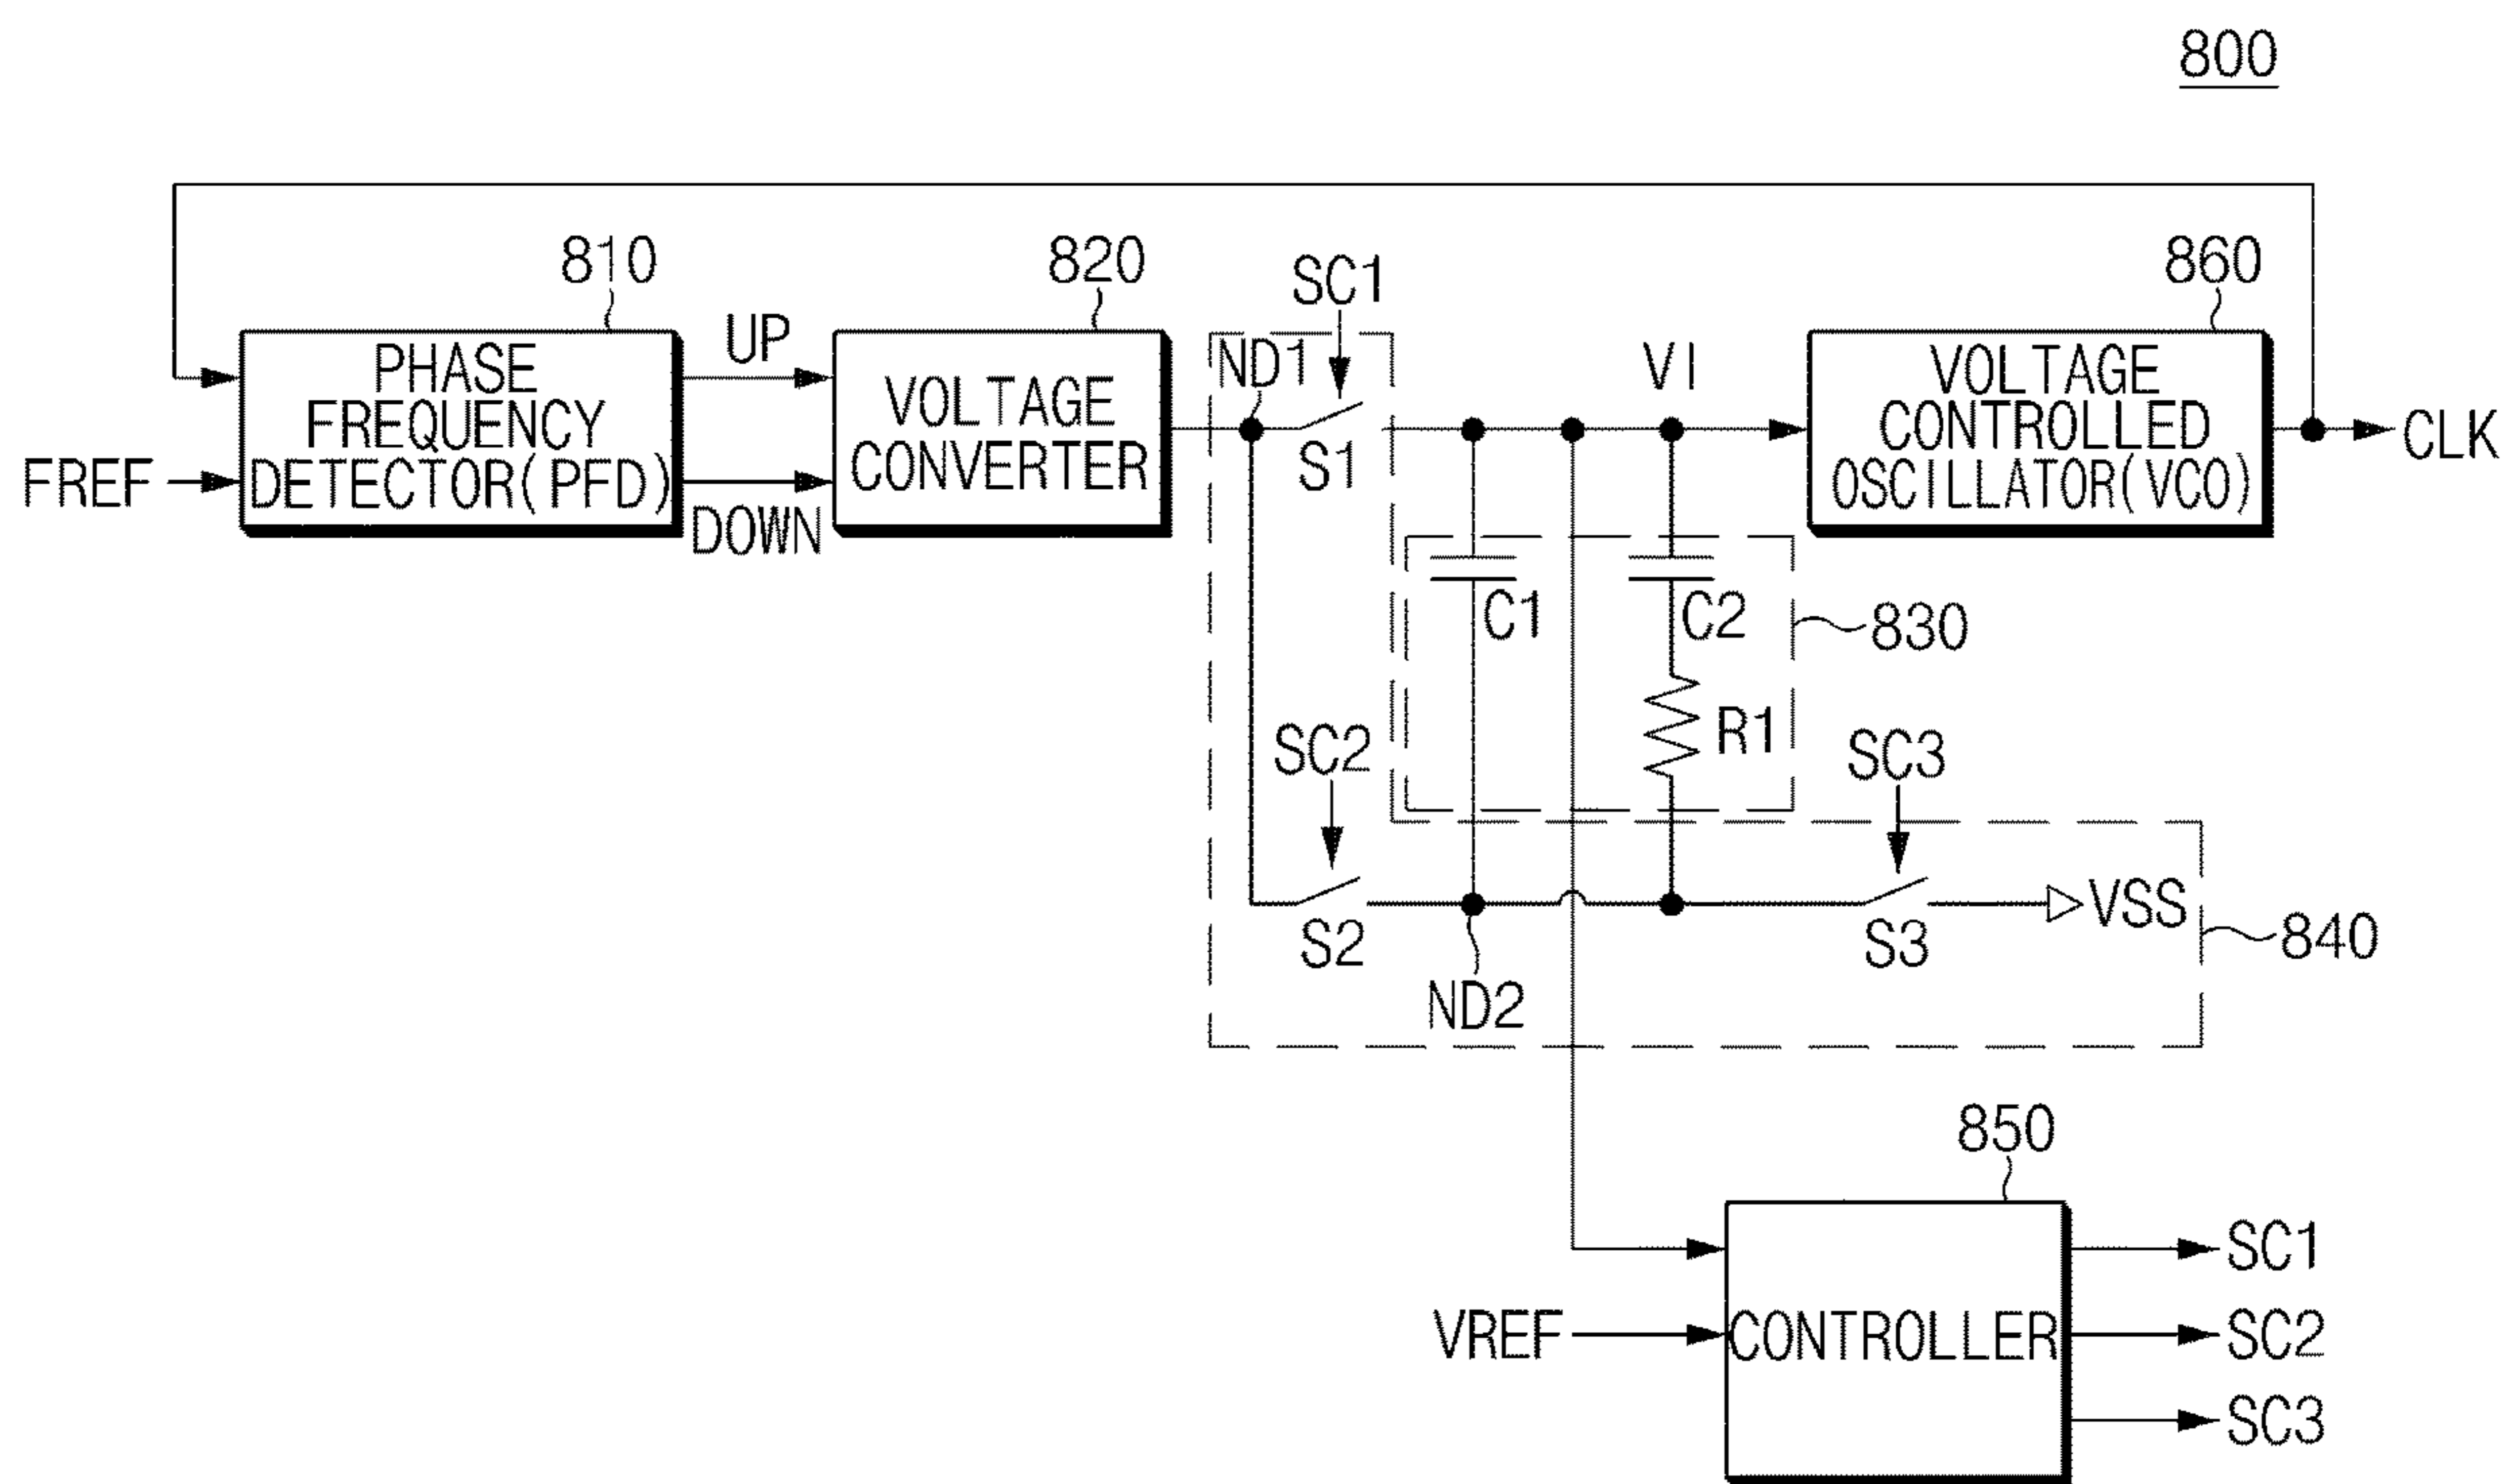 800
810
820
860
SC1
UP
ND1
VI
PHASE
FREQUENCY
DETECTOR(PFD)
VOLTAGE
CONVERTER
VOLTAGE
CONTROLLED
OSCILLATOR(VCO)
CLK
FREF
S1
DOWN
C1
C2
830
R1
SC2
SC3
VSS
S2
S3
840
ND2
850
SC1
VREF
CONTROLLER
SC2
SC3